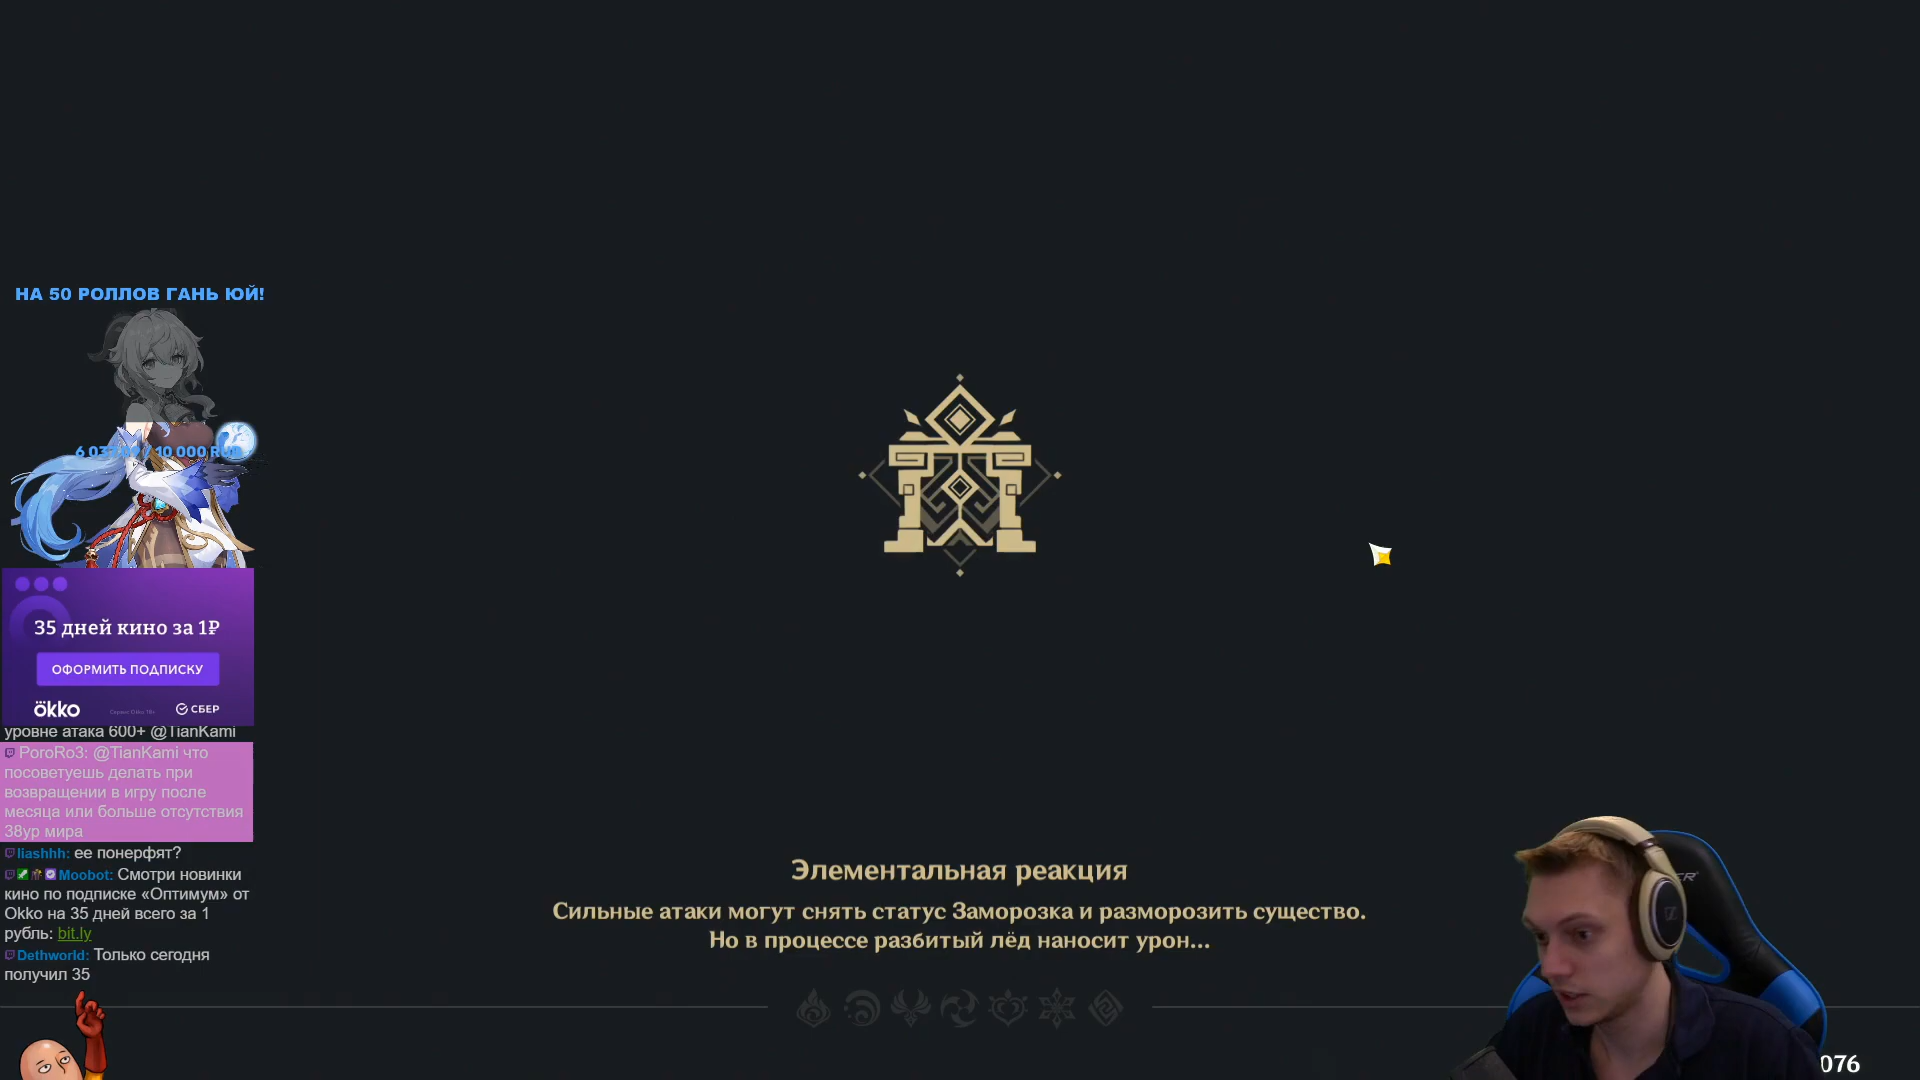 НА 50 РОЛЛОВ ГАНЬ ЮЙ!
/ 10 000
35 дней кино за 1₽
ОФОРМИТЬ ПОДПИСКУ
ökko
СБЕР
уровне атака 600+ @TianKami
PoroRo3: @TianKami что
посоветуешь делать при
возвращении в игру после
месяца или больше отсутствия
38ур мира
liashhh: ее понерфят?
Moobot: Смотри новинки
кино по подписке «Оптимум» от
Okko на 35 дней всего за 1
рубль: bit.ly
Dethworld: Только сегодня
получил 35
Элементальная реакция
Сильные атаки могут снять статус Заморозка и разморозить существо.
Но в процессе разбитый лёд наносит урон...
076